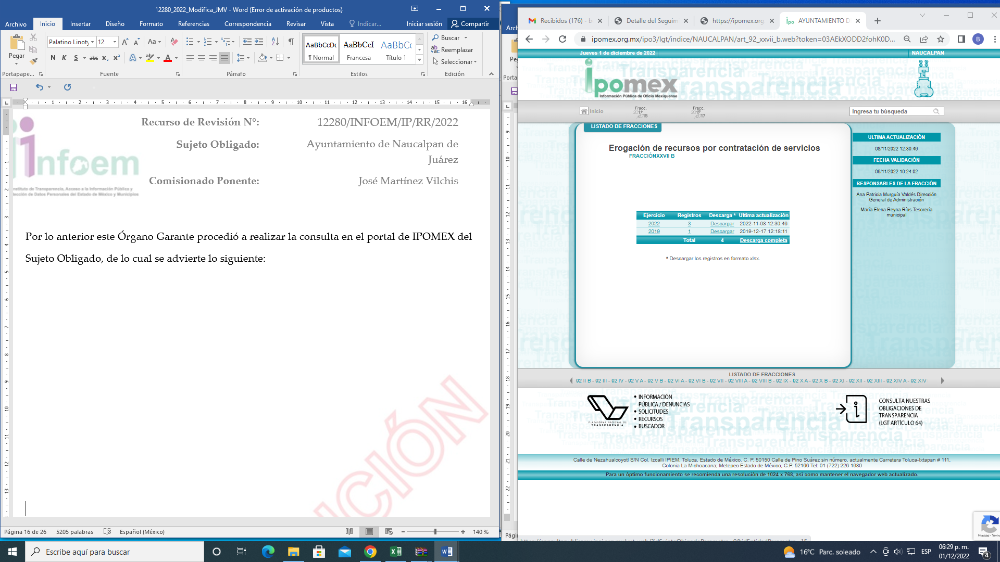 12280_2022_Modifica_JMV - Word (Error de activación de productos)
Archivo
Inicio
Insertar
Diseño
Formato
Referencias
Correspondencia
Revisar
Vista
Indicar...
Iniciar sesión
Compartir
Pegar
Palatino Linoty
12
Aa
N K S abc x₂ x²
AaBbCcDc
AaBbCcI
AaBbCc
¶ Normal
Francesa
Título 1
Buscar
Reemplazar
Seleccionar
Portapape...
Fuente
Párrafo
Estilos
Edición
Recurso de Revisión N°:
12280/INFOEM/IP/RR/2022
Sujeto Obligado:
Ayuntamiento de Naucalpan de
Juárez
Comisionado Ponente:
José Martínez Vilchis
infoem
Instituto de Transparencia, Acceso a la Información Pública y
Protección de Datos Personales del Estado de México y Municipios
Por lo anterior este Órgano Garante procedió a realizar la consulta en el portal de IPOMEX del
Sujeto Obligado, de lo cual se advierte lo siguiente:
ICIÓN
Página 16 de 26
5205 palabras
Español (México)
140 %
Recibidos (176) - b
Detalle del Seguim
https://ipomex.org
AYUNTAMIENTO D
ipomex.org.mx/ipo3/lgt/indice/NAUCALPAN/art_92_xxvii_b.web?token=03AEkXODD2fohK0D...
B
Jueves 1 de diciembre de 2022
NAUCALPAN
Transparencia
ipomex
Información Pública de Oficio Mexiquense
Inicio
Fracc.
Fracc.
Ingresa tu búsqueda
LISTADO DE FRACCIONES
Erogación de recursos por contratación de servicios
FRACCIÓNXXVII B
Ejercicio Registros Descarga * Ultima actualización
2022 3 Descargar 2022-11-08 12:30:46
2019 1 Descargar 2019-12-17 12:18:11
Total 4 Descarga completa
* Descargar los registros en formato xlsx.
ULTIMA ACTUALIZACIÓN
08/11/2022 12:30:46
FECHA VALIDACIÓN
09/11/2022 10:24:02
RESPONSABLES DE LA FRACCIÓN
Ana Patricia Murguía Valdés Dirección
General de Administración
María Elena Reyna Ríos Tesorería
municipal
LISTADO DE FRACCIONES
92 II B - 92 III - 92 IV - 92 V A - 92 V B - 92 VI A - 92 VI B - 92 VII - 92 VIII A - 92 VIII B - 92 IX - 92 X A - 92 X B - 92 XI - 92 XII - 92 XIII - 92 XIV A - 92 XIV
PLATAFORMA NACIONAL DE
TRANSPARENCIA
• INFORMACIÓN
PÚBLICA / DENUNCIAS
• SOLICITUDES
• RECURSOS
• BUSCADOR
CONSULTA NUESTRAS
OBLIGACIONES DE
TRANSPARENCIA
(LGT ARTÍCULO 64)
Calle de Nezahualcoyotl S/N Col. Izcalli IPIEM, Toluca, Estado de México. C. P. 50150 Calle de Pino Suárez sin número, actualmente Carretera Toluca-Ixtapan # 111,
Colonia La Michoacana; Metepec Estado de México, C.P. 52166 Tel: 01 (722) 226 1980
Para un óptimo funcionamiento se recomienda una resolución de 1024 x 768, así como mantener el navegador web actualizado.
Escribe aquí para buscar
16°C Parc. soleado
ESP
06:29 p. m.
01/12/2022
4